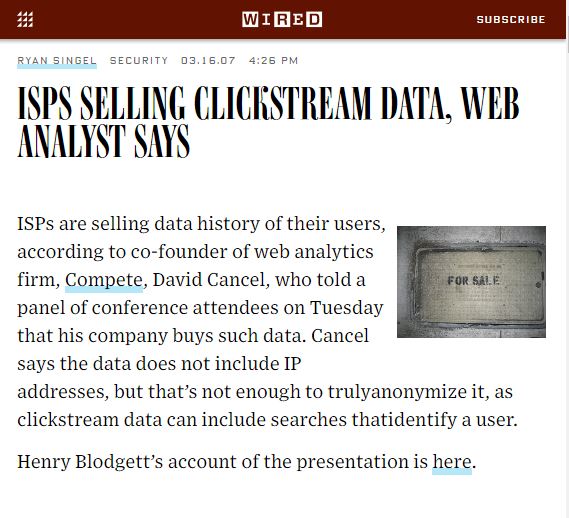 WIRED
SUBSCRIBE
RYAN SINGEL SECURITY 03.16.07 4:26 PM
ISPS SELLING CLICKSTREAM DATA, WEB
ANALYST SAYS
ISPs are selling data history of their users,
according to co-founder of web analytics
firm, Compete, David Cancel, who told a
panel of conference attendees on Tuesday
that his company buys such data. Cancel
says the data does not include IP
addresses, but that’s not enough to trulyanonymize it, as
clickstream data can include searches thatidentify a user.
FOR SALE
Henry Blodgett’s account of the presentation is here.